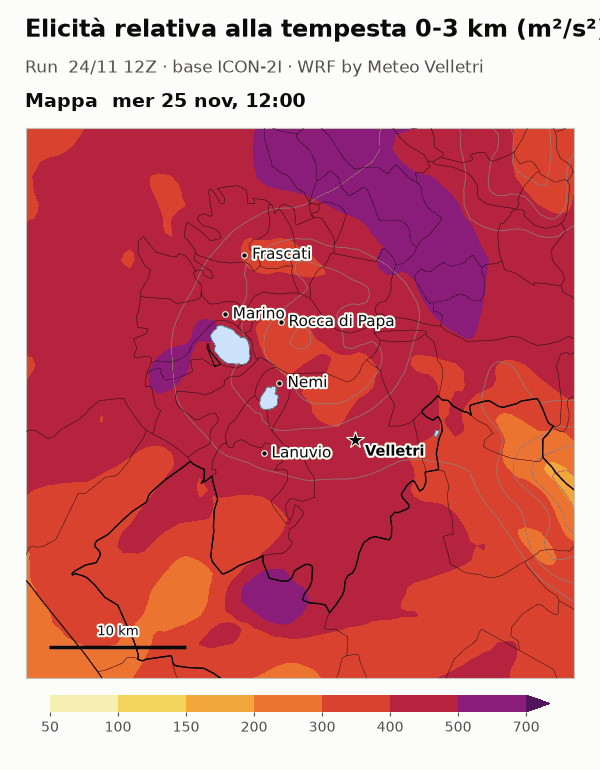 Elicità relativa alla tempesta 0-3 km (m²/s²)
Run 24/11 12Z · base ICON-2I · WRF by Meteo Velletri
Mappa mer 25 nov, 12:00
Frascati
Marino
Rocca di Papa
Nemi
Velletri
Lanuvio
10 km
50 100 150 200 300 400 500 700